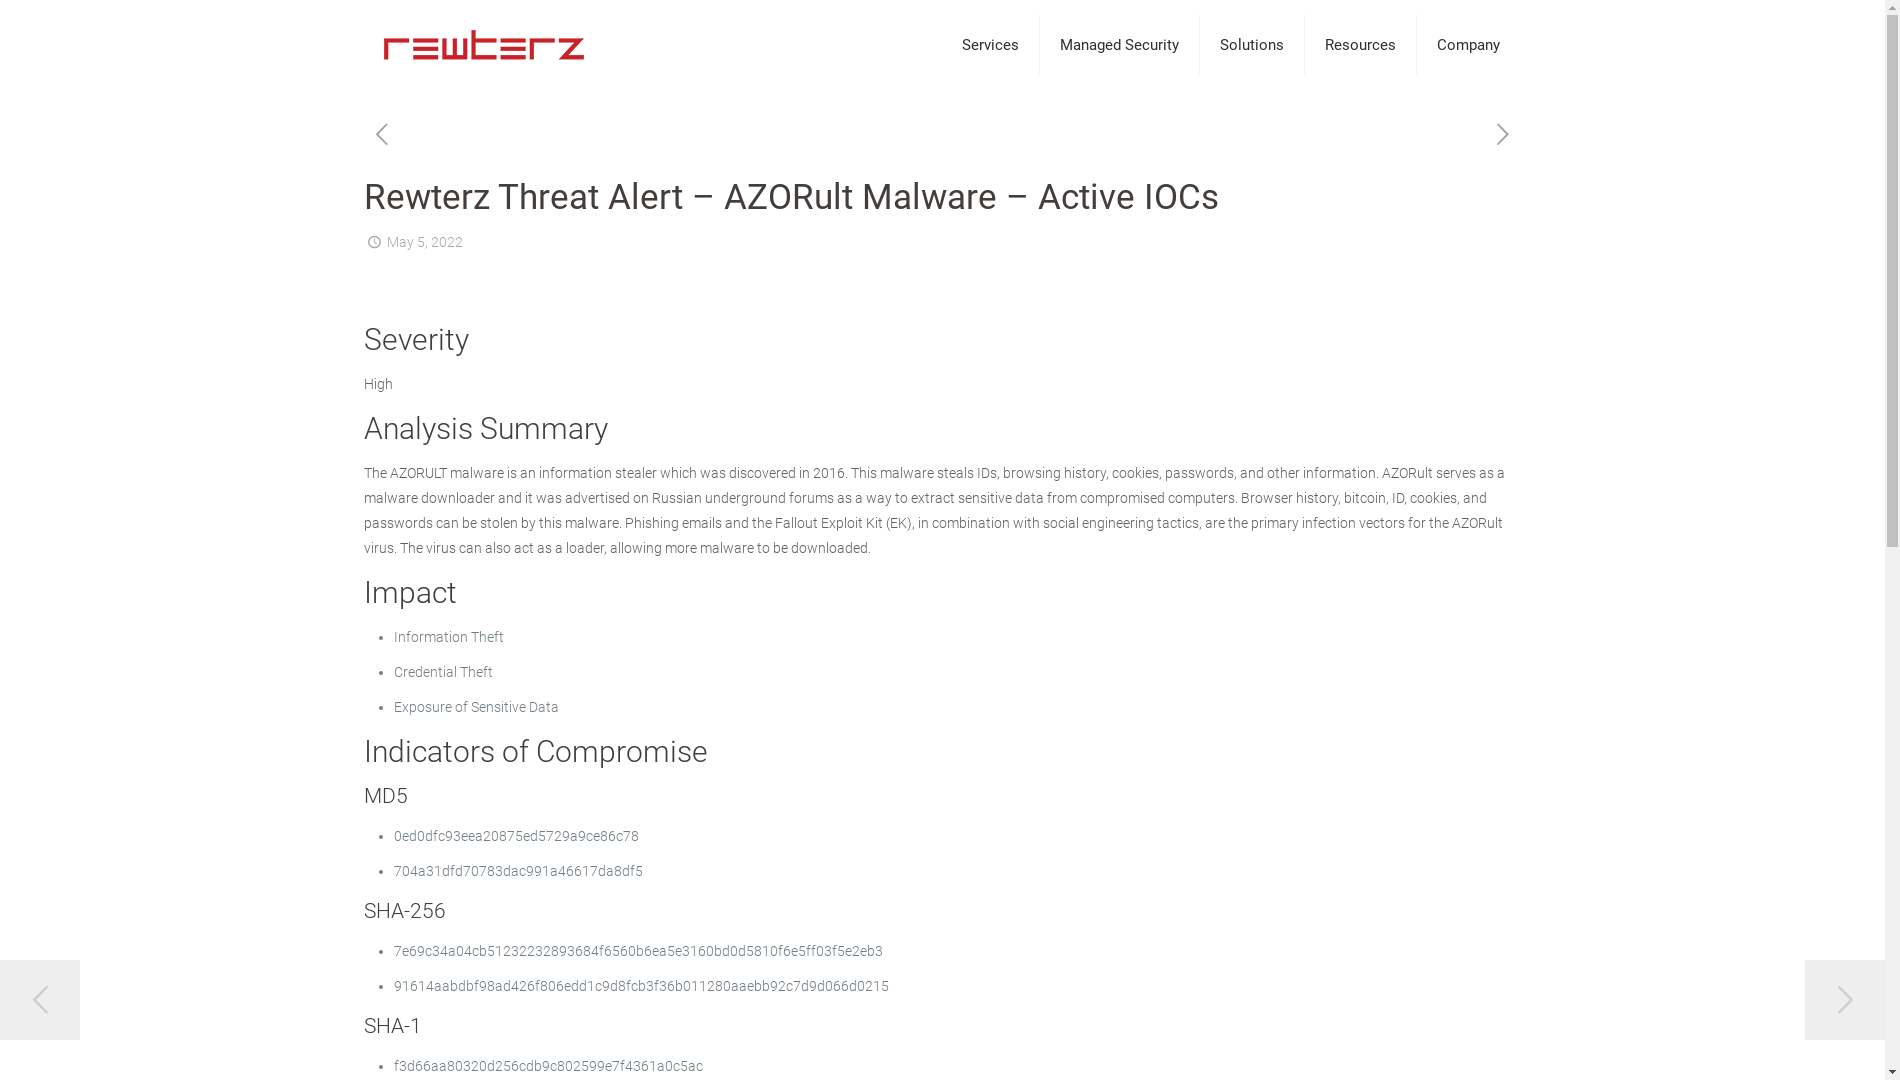 rewterz
Services
Managed Security
Solutions
Resources
Company
Rewterz Threat Alert – AZORult Malware – Active IOCs
May 5, 2022
Severity
High
Analysis Summary
The AZORULT malware is an information stealer which was discovered in 2016. This malware steals IDs, browsing history, cookies, passwords, and other information. AZORult serves as a
malware downloader and it was advertised on Russian underground forums as a way to extract sensitive data from compromised computers. Browser history, bitcoin, ID, cookies, and
passwords can be stolen by this malware. Phishing emails and the Fallout Exploit Kit (EK), in combination with social engineering tactics, are the primary infection vectors for the AZORult
virus. The virus can also act as a loader, allowing more malware to be downloaded.
Impact
Information Theft
Credential Theft
Exposure of Sensitive Data
Indicators of Compromise
MD5
0ed0dfc93eea20875ed5729a9ce86c78
704a31dfd70783dac991a46617da8df5
SHA-256
7e69c34a04cb51232232893684f6560b6ea5e3160bd0d5810f6e5ff03f5e2eb3
91614aabdbf98ad426f806edd1c9d8fcb3f36b011280aaebb92c7d9d066d0215
SHA-1
f3d66aa80320d256cdb9c802599e7f4361a0c5ac